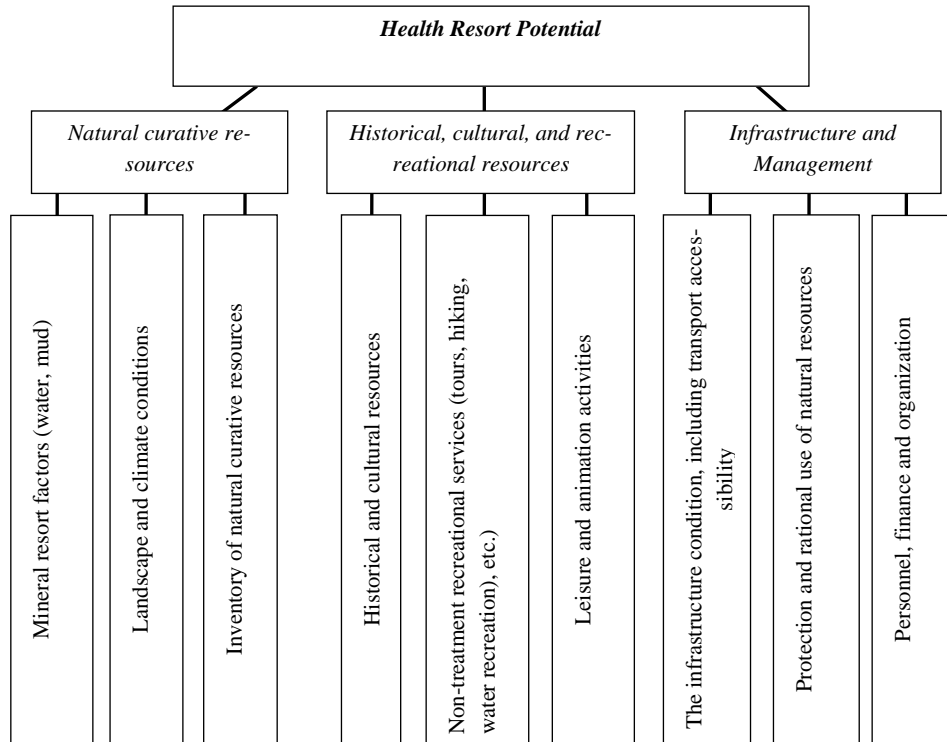 Health Resort Potential
Natural curative re-
sources
Historical, cultural, and rec-
reational resources
Infrastructure and
Management
Mineral resort factors (water, mud)
Landscape and climate conditions
Inventory of natural curative resources
Historical and cultural resources
Non-treatment recreational services (tours, hiking,
water recreation), etc.)
Leisure and animation activities
The infrastructure condition, including transport acces-
sibility
Protection and rational use of natural resources
Personnel, finance and organization